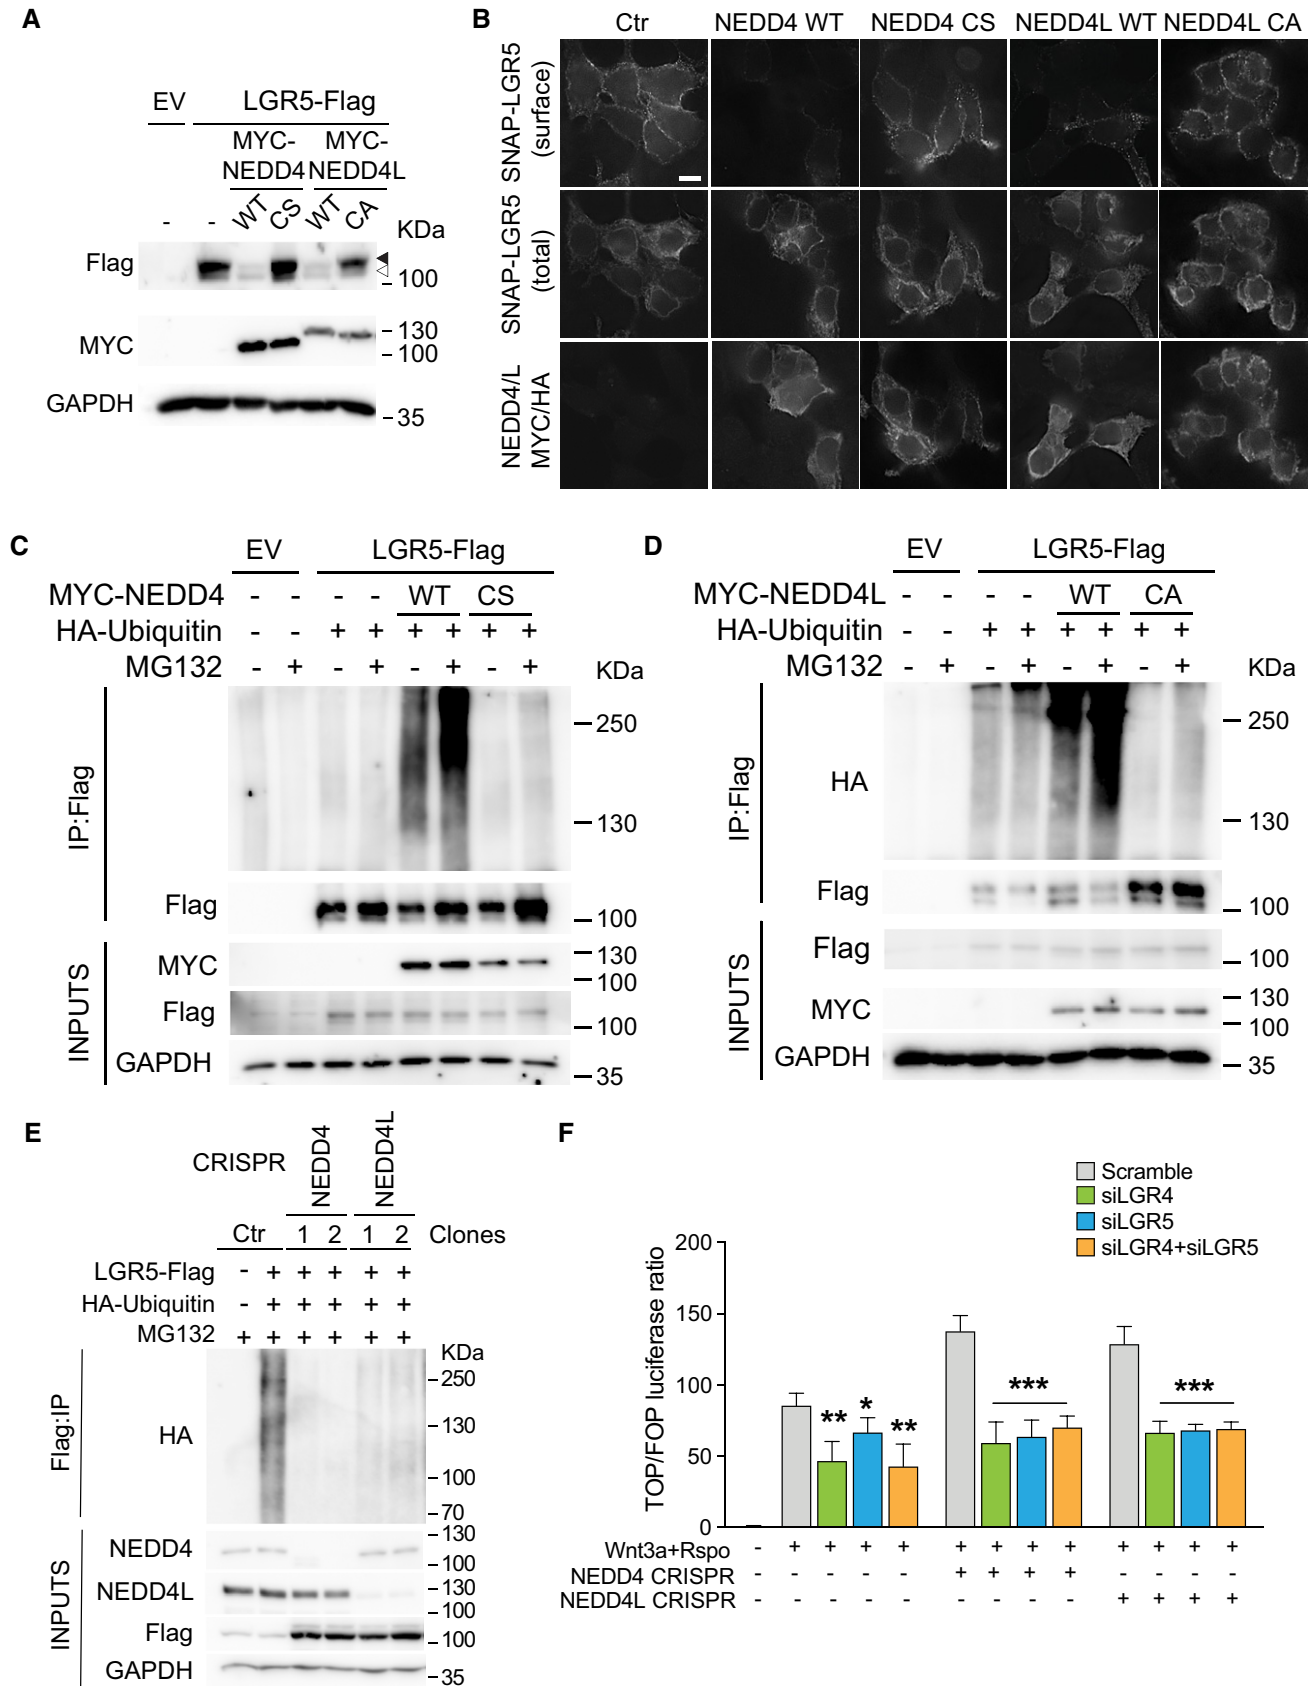 A
EV LGR5-Flag
MYC- MYC-
NEDD4 NEDD4L
- - WT CS WT CA KDa
Flag 100
MYC 130
100
GAPDH 35
B
Ctr NEDD4 WT NEDD4 CS NEDD4L WT NEDD4L CA
SNAP-LGR5
(surface)
SNAP-LGR5
(total)
NEDD4/L
MYC/HA
C
EV LGR5-Flag
MYC-NEDD4 - - - - WT CS
HA-Ubiquitin - - + + + + + +
MG132 - + - + - + - + KDa
IP:Flag
250
130
Flag 100
INPUTS
MYC 130
100
Flag 100
GAPDH 35
D
EV LGR5-Flag
MYC-NEDD4L - - - - WT CA
HA-Ubiquitin - - + + + + + +
MG132 - + - + - + - + KDa
IP:Flag
250
HA
130
Flag 100
INPUTS
Flag 100
MYC 130
100
GAPDH 35
E
CRISPR NEDD4 NEDD4L
Ctr 1 2 1 2 Clones
LGR5-Flag - + + + + +
HA-Ubiquitin - + + + + +
MG132 + + + + + +
KDa
Flag:IP
250
HA 130
100
70
INPUTS
NEDD4 130
100
NEDD4L 130
100
Flag 100
GAPDH 35
F
Scramble
siLGR4
siLGR5
siLGR4+siLGR5
TOP/FOP luciferase ratio
200
150
100
50
0
** * ** *** ***
Wnt3a+Rspo - + + + + + + + + + + + +
NEDD4 CRISPR - - - - - + + + + - - - -
NEDD4L CRISPR - - - - - - - - - + + + +